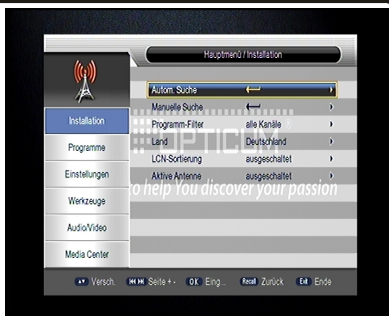 Hauptmenü / Installation
Autom. Suche
Manuelle Suche
Programm-Filter alle Kanäle
Land Deutschland
LCN-Sortierung ausgeschaltet
Aktive Antenne ausgeschaltet
Installation
Programme
Einstellungen
Werkzeuge
Audio/Video
Media Center
OPTICUM
to help You discover your passion
Versch. Seite + - OK Eing... Recall Zurück Exit Ende